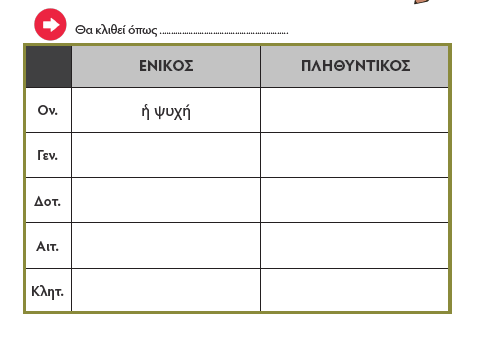 Θα κλιθεί όπως ........................................................
ΕΝΙΚΟΣ ΠΛΗΘΥΝΤΙΚΟΣ
Ον. ἡ ψυχή
Γεν.
Δοτ.
Αιτ.
Κλητ.